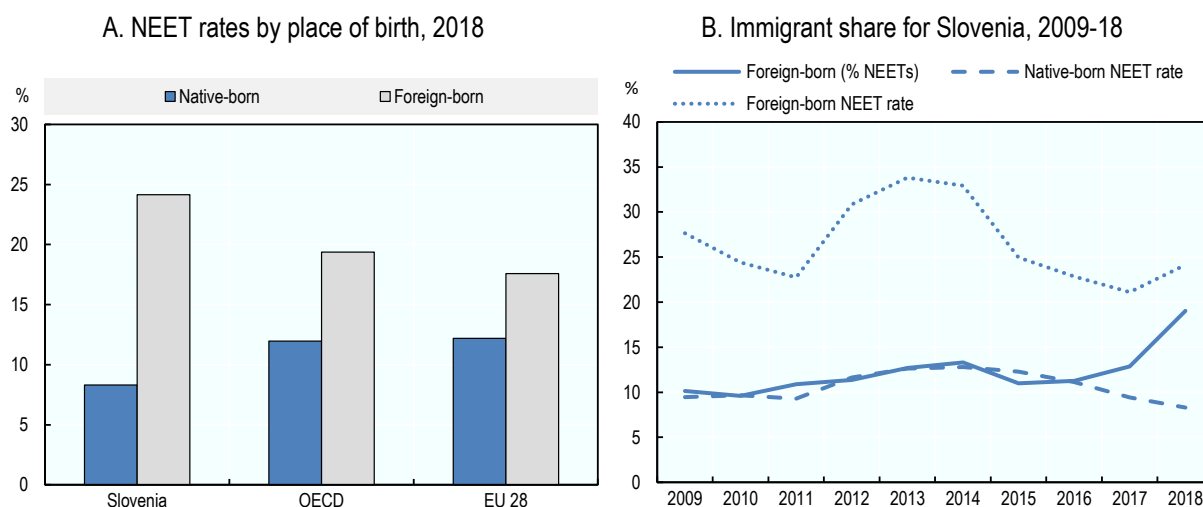 A. NEET rates by place of birth, 2018
%
Native-born
Foreign-born
30
25
20
15
10
5
0
Slovenia
OECD
EU 28
B. Immigrant share for Slovenia, 2009-18
Foreign-born (% NEETs)
Native-born NEET rate
Foreign-born NEET rate
%
40
35
30
25
20
15
10
5
0
2009 2010 2011 2012 2013 2014 2015 2016 2017 2018